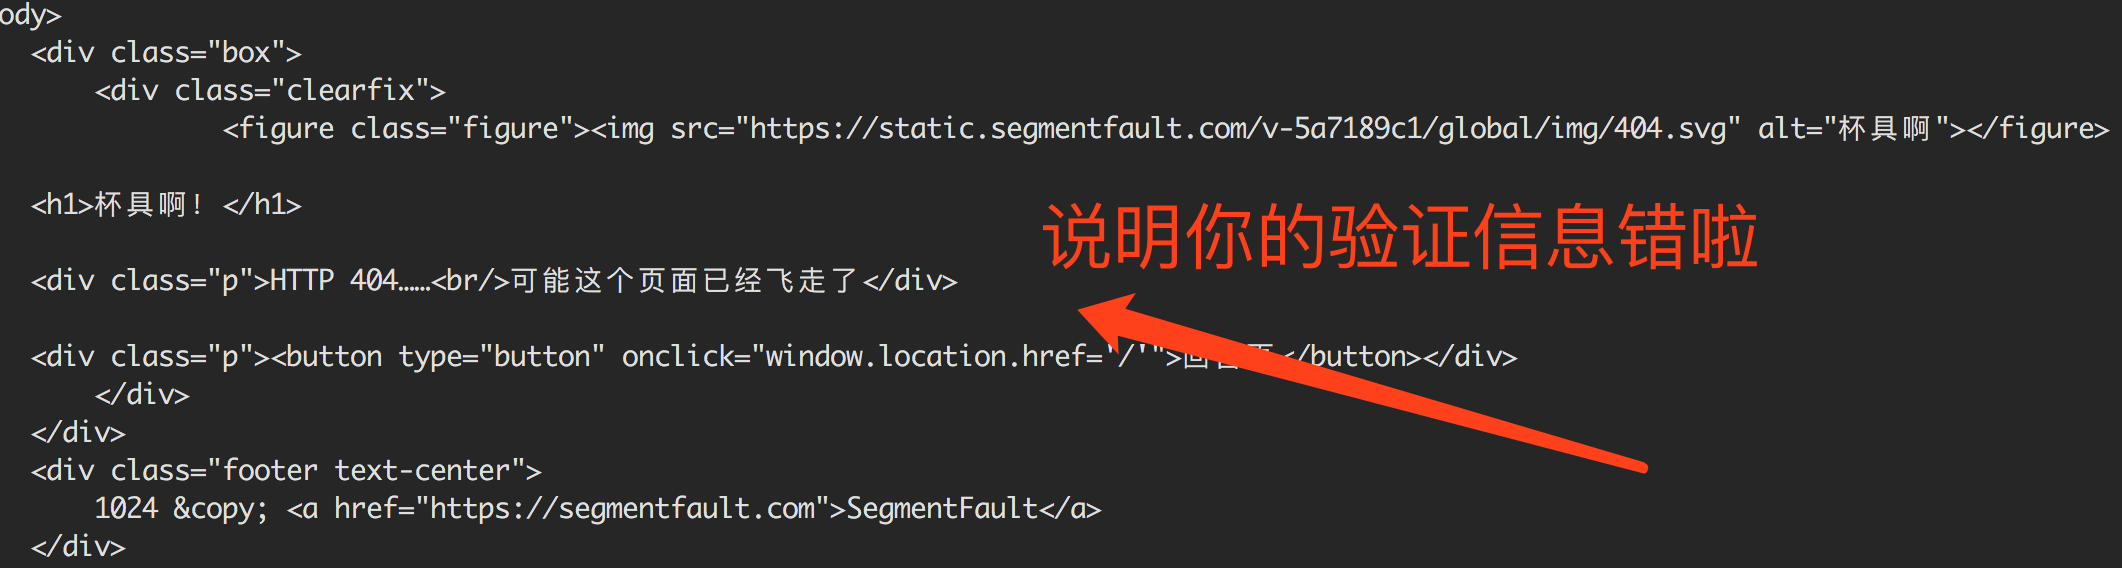 ody>
<div class="box">
<div class="clearfix">
<figure class="figure"><img src="https://static.segmentfault.com/v-5a7189c1/global/img/404.svg" alt="杯具啊"></figure>
<h1>杯具啊！</h1>
说明你的验证信息错啦
<div class="p">HTTP 404……<br/>可能这个页面已经飞走了</div>
<div class="p"><button type="button" onclick="window.location.href='/'">回首页</button></div>
</div>
</div>
<div class="footer text-center">
1024 &copy; <a href="https://segmentfault.com">SegmentFault</a>
</div>